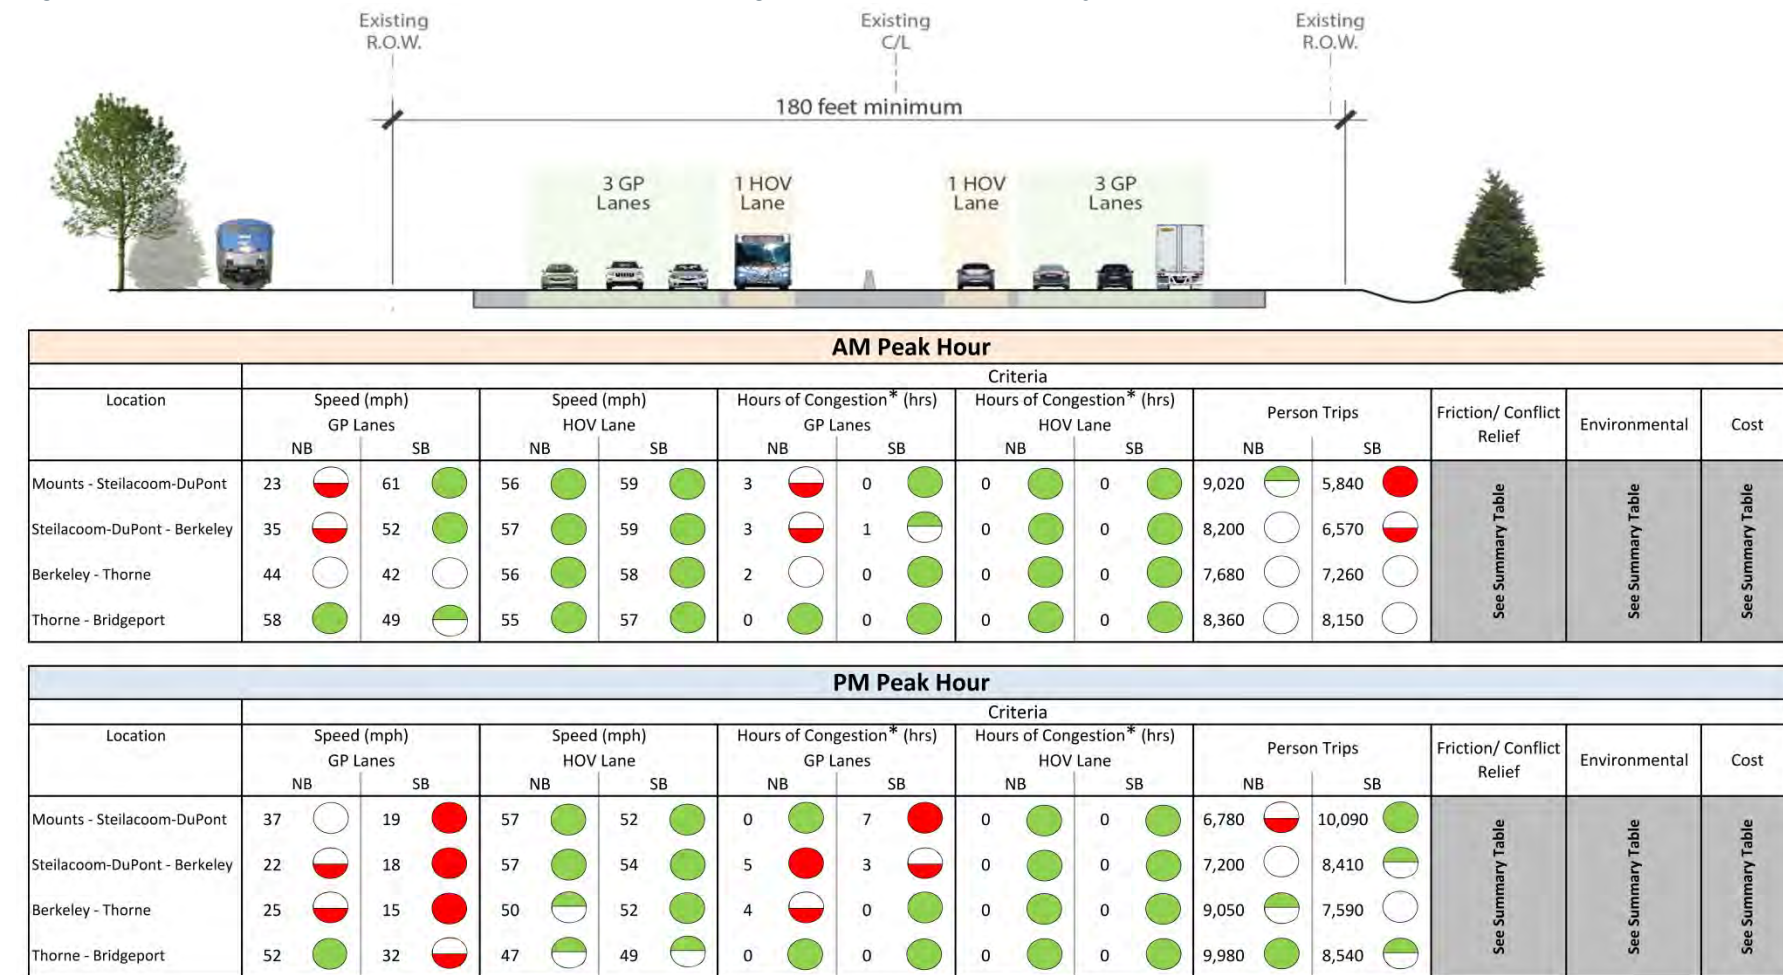 Existing Existing Existing
R.O.W. C/L R.O.W.
180 feet minimum
3 GP 1 HOV 1 HOV 3 GP
Lanes Lane Lane Lanes
AM Peak Hour
Criteria
Location Speed (mph) Speed (mph) Hours of Congestion* (hrs) Hours of Congestion* (hrs) Person Trips Friction/ Conflict Environmental Cost
GP Lanes HOV Lane GP Lanes HOV Lane Relief
NB SB NB SB NB SB NB SB NB SB
Mounts - Steilacoom-DuPont 23 61 56 59 3 0 0 0 9,020 5,840
Steilacoom-DuPont - Berkeley 35 52 57 59 3 1 0 0 8,200 6,570
Berkeley - Thorne 44 42 56 58 2 0 0 0 7,680 7,260
Thorne - Bridgeport 58 49 55 57 0 0 0 0 8,360 8,150
See Summary Table
See Summary Table
See Summary Table
PM Peak Hour
Criteria
Location Speed (mph) Speed (mph) Hours of Congestion* (hrs) Hours of Congestion* (hrs) Person Trips Friction/ Conflict Environmental Cost
GP Lanes HOV Lane GP Lanes HOV Lane Relief
NB SB NB SB NB SB NB SB NB SB
Mounts - Steilacoom-DuPont 37 19 57 52 0 7 0 0 6,780 10,090
Steilacoom-DuPont - Berkeley 22 18 57 54 5 3 0 0 7,200 8,410
Berkeley - Thorne 25 15 50 52 4 0 0 0 9,050 7,590
Thorne - Bridgeport 52 32 47 49 0 0 0 0 9,980 8,540
See Summary Table
See Summary Table
See Summary Table